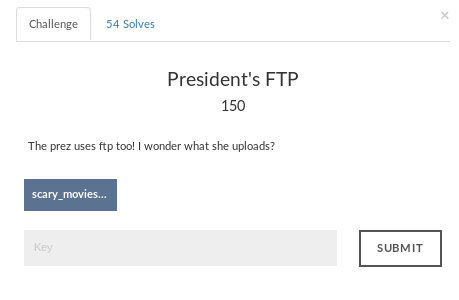 Challenge
54 Solves
×
President's FTP
150
The prez uses ftp too! I wonder what she uploads?
scary_movies...
Key
SUBMIT